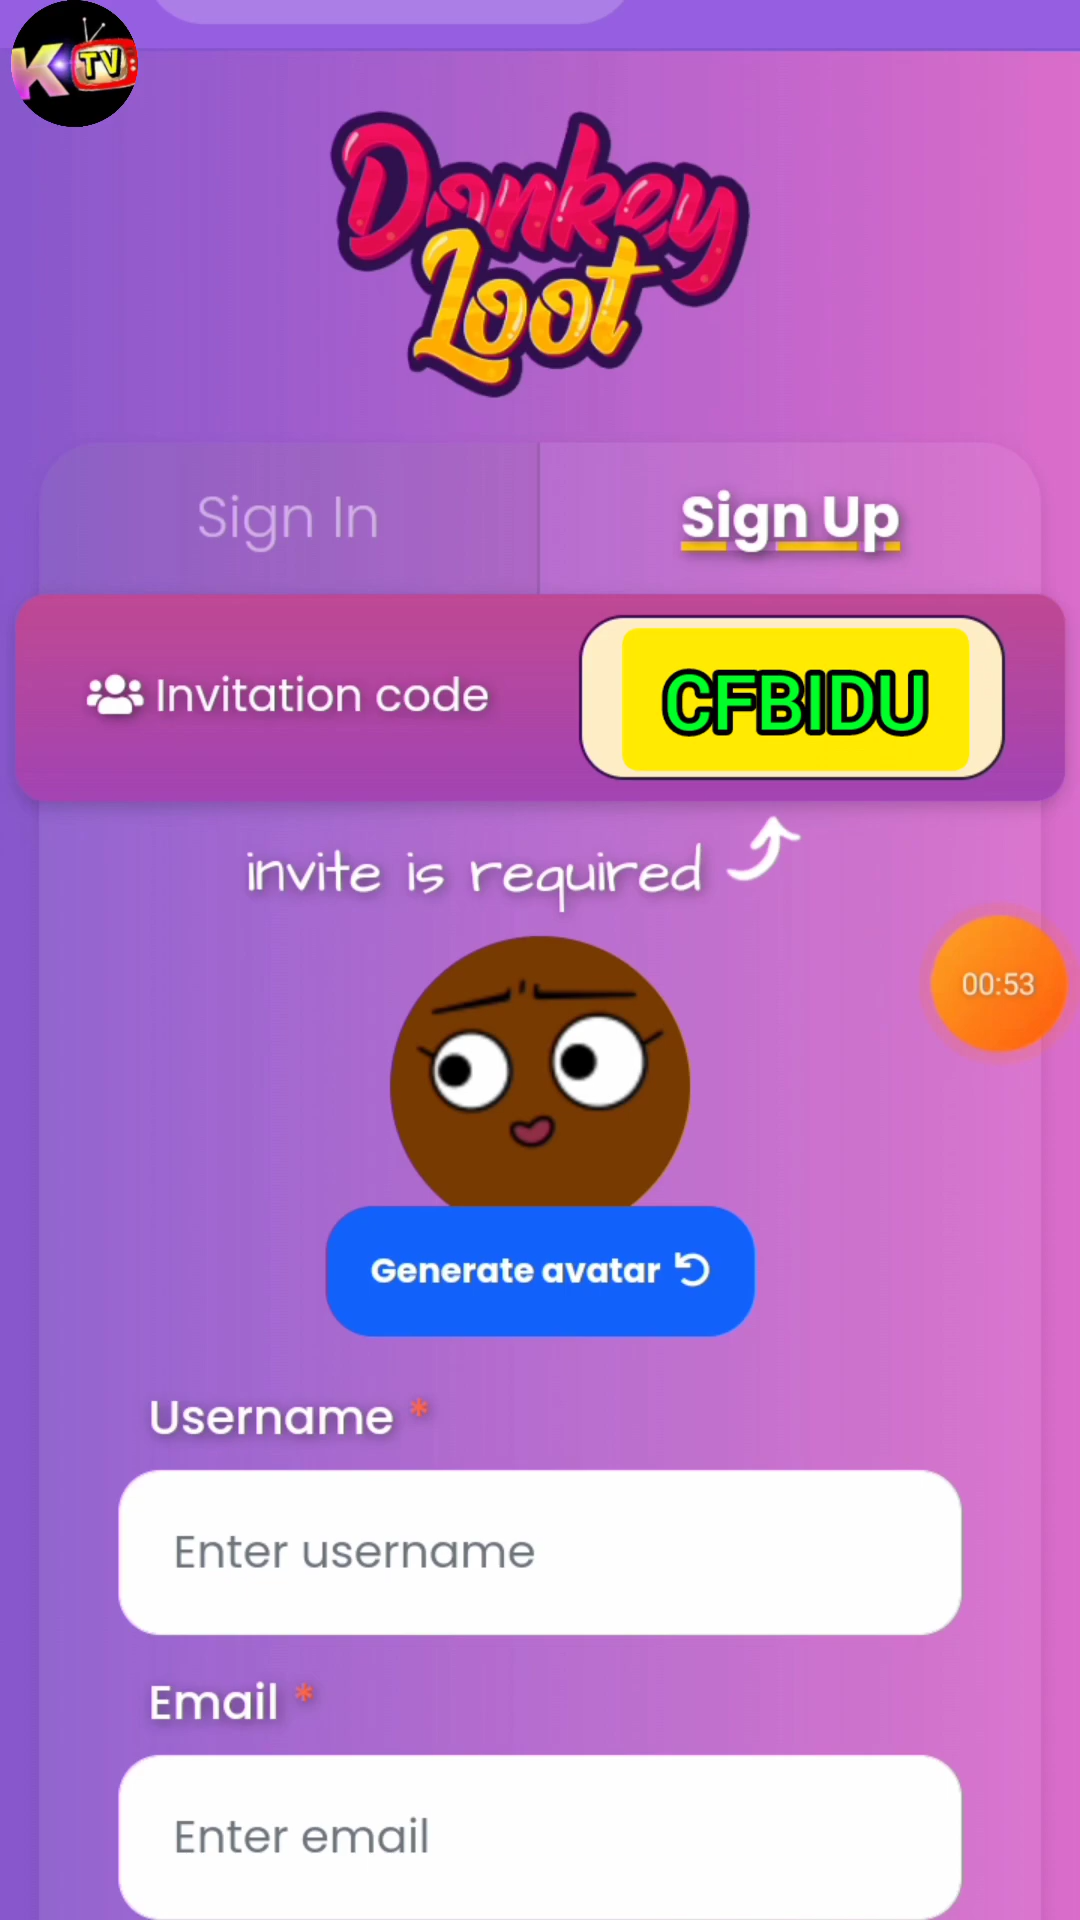 K TV
Donkey
Loot
Sign In
Sign Up
Invitation code
CFBIDU
invite is required
00:53
Generate avatar
Username *
Enter username
Email *
Enter email